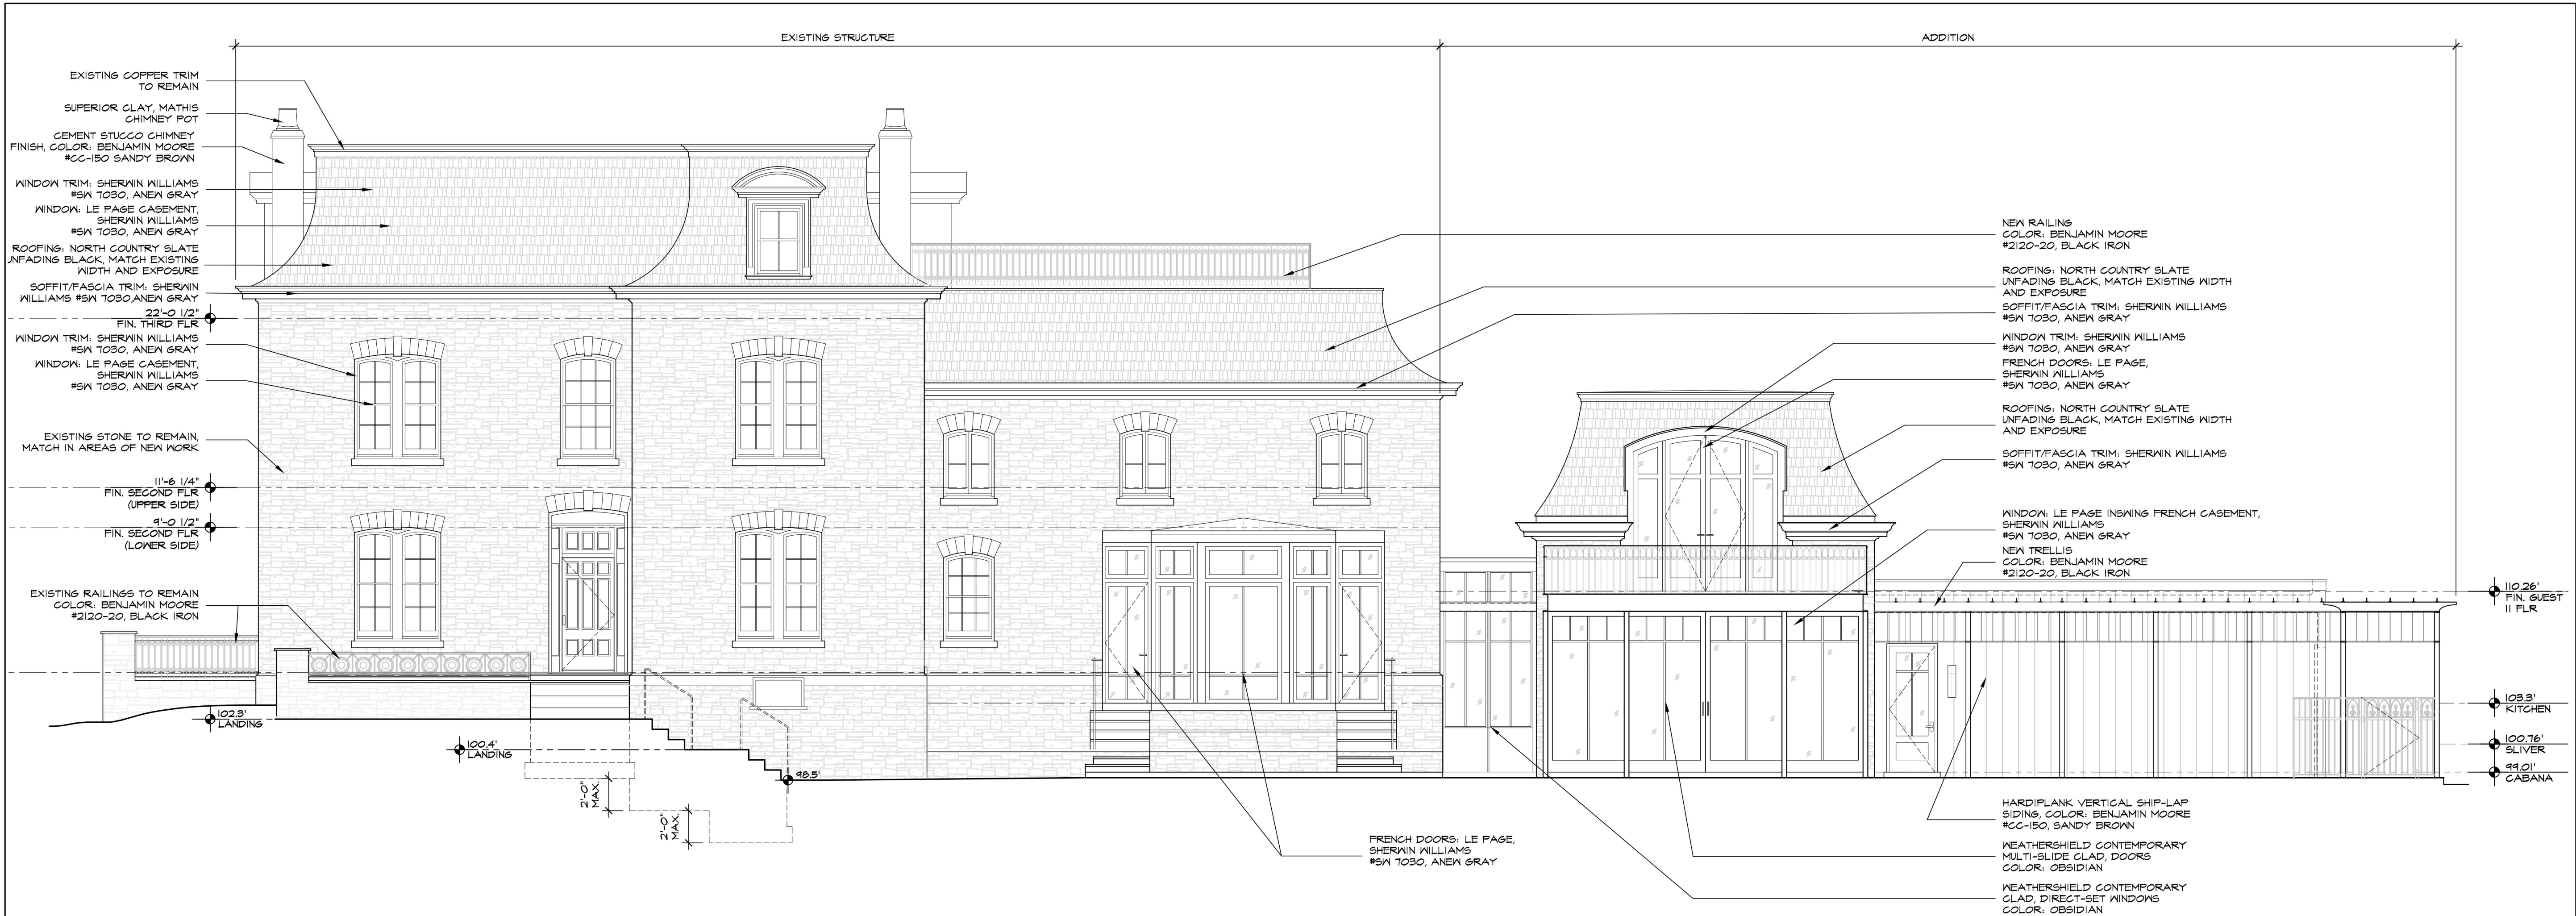 EXISTING STRUCTURE
ADDITION
EXISTING COPPER TRIM
TO REMAIN
SUPERIOR CLAY, MATHIS
CHIMNEY POT
CEMENT STUCCO CHIMNEY
FINISH, COLOR: BENJAMIN MOORE
#CC-150 SANDY BROWN
WINDOW TRIM: SHERWIN WILLIAMS
#SW 7030, ANEW GRAY
WINDOW: LE PAGE CASEMENT,
SHERWIN WILLIAMS
#SW 7030, ANEW GRAY
ROOFING: NORTH COUNTRY SLATE
UNFADING BLACK, MATCH EXISTING
WIDTH AND EXPOSURE
SOFFIT/FASCIA TRIM: SHERWIN
WILLIAMS #SW 7030,ANEW GRAY
22'-0 1/2"
FIN. THIRD FLR
WINDOW TRIM: SHERWIN WILLIAMS
#SW 7030, ANEW GRAY
WINDOW: LE PAGE CASEMENT,
SHERWIN WILLIAMS
#SW 7030, ANEW GRAY
EXISTING STONE TO REMAIN,
MATCH IN AREAS OF NEW WORK
11'-6 1/4"
FIN. SECOND FLR
(UPPER SIDE)
9'-0 1/2"
FIN. SECOND FLR
(LOWER SIDE)
EXISTING RAILINGS TO REMAIN
COLOR: BENJAMIN MOORE
#2120-20, BLACK IRON
102.3'
LANDING
100.4'
LANDING
98.5'
2'-0"
MAX.
2'-0"
MAX.
FRENCH DOORS: LE PAGE,
SHERWIN WILLIAMS
#SW 7030, ANEW GRAY
NEW RAILING
COLOR: BENJAMIN MOORE
#2120-20, BLACK IRON
ROOFING: NORTH COUNTRY SLATE
UNFADING BLACK, MATCH EXISTING WIDTH
AND EXPOSURE
SOFFIT/FASCIA TRIM: SHERWIN WILLIAMS
#SW 7030, ANEW GRAY
WINDOW TRIM: SHERWIN WILLIAMS
#SW 7030, ANEW GRAY
FRENCH DOORS: LE PAGE,
SHERWIN WILLIAMS
#SW 7030, ANEW GRAY
ROOFING: NORTH COUNTRY SLATE
UNFADING BLACK, MATCH EXISTING WIDTH
AND EXPOSURE
SOFFIT/FASCIA TRIM: SHERWIN WILLIAMS
#SW 7030, ANEW GRAY
WINDOW: LE PAGE INSWING FRENCH CASEMENT,
SHERWIN WILLIAMS
#SW 7030, ANEW GRAY
NEW TRELLIS
COLOR: BENJAMIN MOORE
#2120-20, BLACK IRON
110.26'
FIN. GUEST
11 FLR
103.3'
KITCHEN
100.76'
SLIVER
99.01'
CABANA
HARDIPLANK VERTICAL SHIP-LAP
SIDING, COLOR: BENJAMIN MOORE
#CC-150, SANDY BROWN
WEATHERSHIELD CONTEMPORARY
MULTI-SLIDE CLAD, DOORS
COLOR: OBSIDIAN
WEATHERSHIELD CONTEMPORARY
CLAD, DIRECT-SET WINDOWS
COLOR: OBSIDIAN